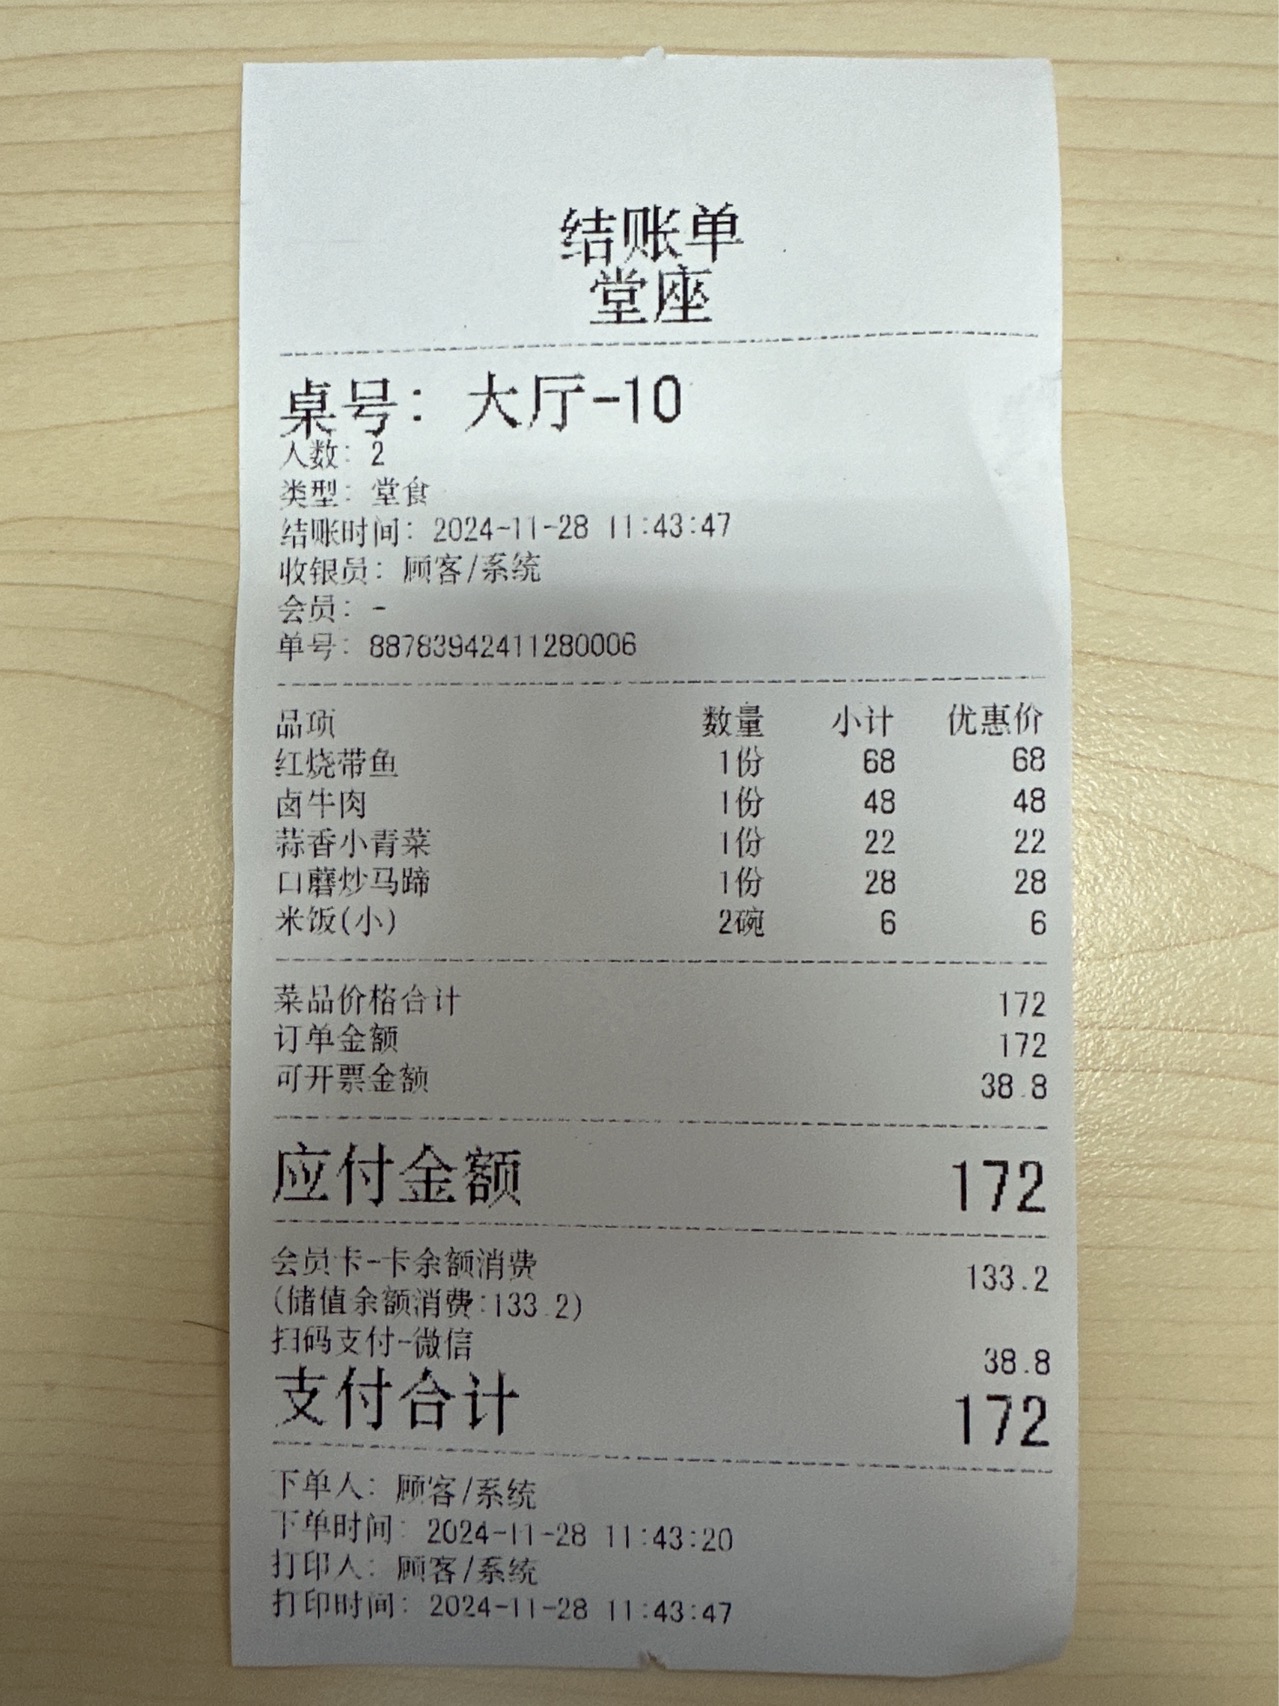 结账单
堂座
桌号: 大厅-10
人数: 2
类型: 堂食
结账时间: 2024-11-28 11:43:47
收银员: 顾客/系统
会员: -
单号: 88783942411280006
品项 数量 小计 优惠价
红烧带鱼 1份 68 68
卤牛肉 1份 48 48
蒜香小青菜 1份 22 22
口蘑炒马蹄 1份 28 28
米饭(小) 2碗 6 6
菜品价格合计 172
订单金额 172
可开票金额 38.8
应付金额 172
会员卡-卡余额消费 133.2
(储值余额消费:133.2)
扫码支付-微信 38.8
支付合计 172
下单人: 顾客/系统
下单时间: 2024-11-28 11:43:20
打印人: 顾客/系统
打印时间: 2024-11-28 11:43:47